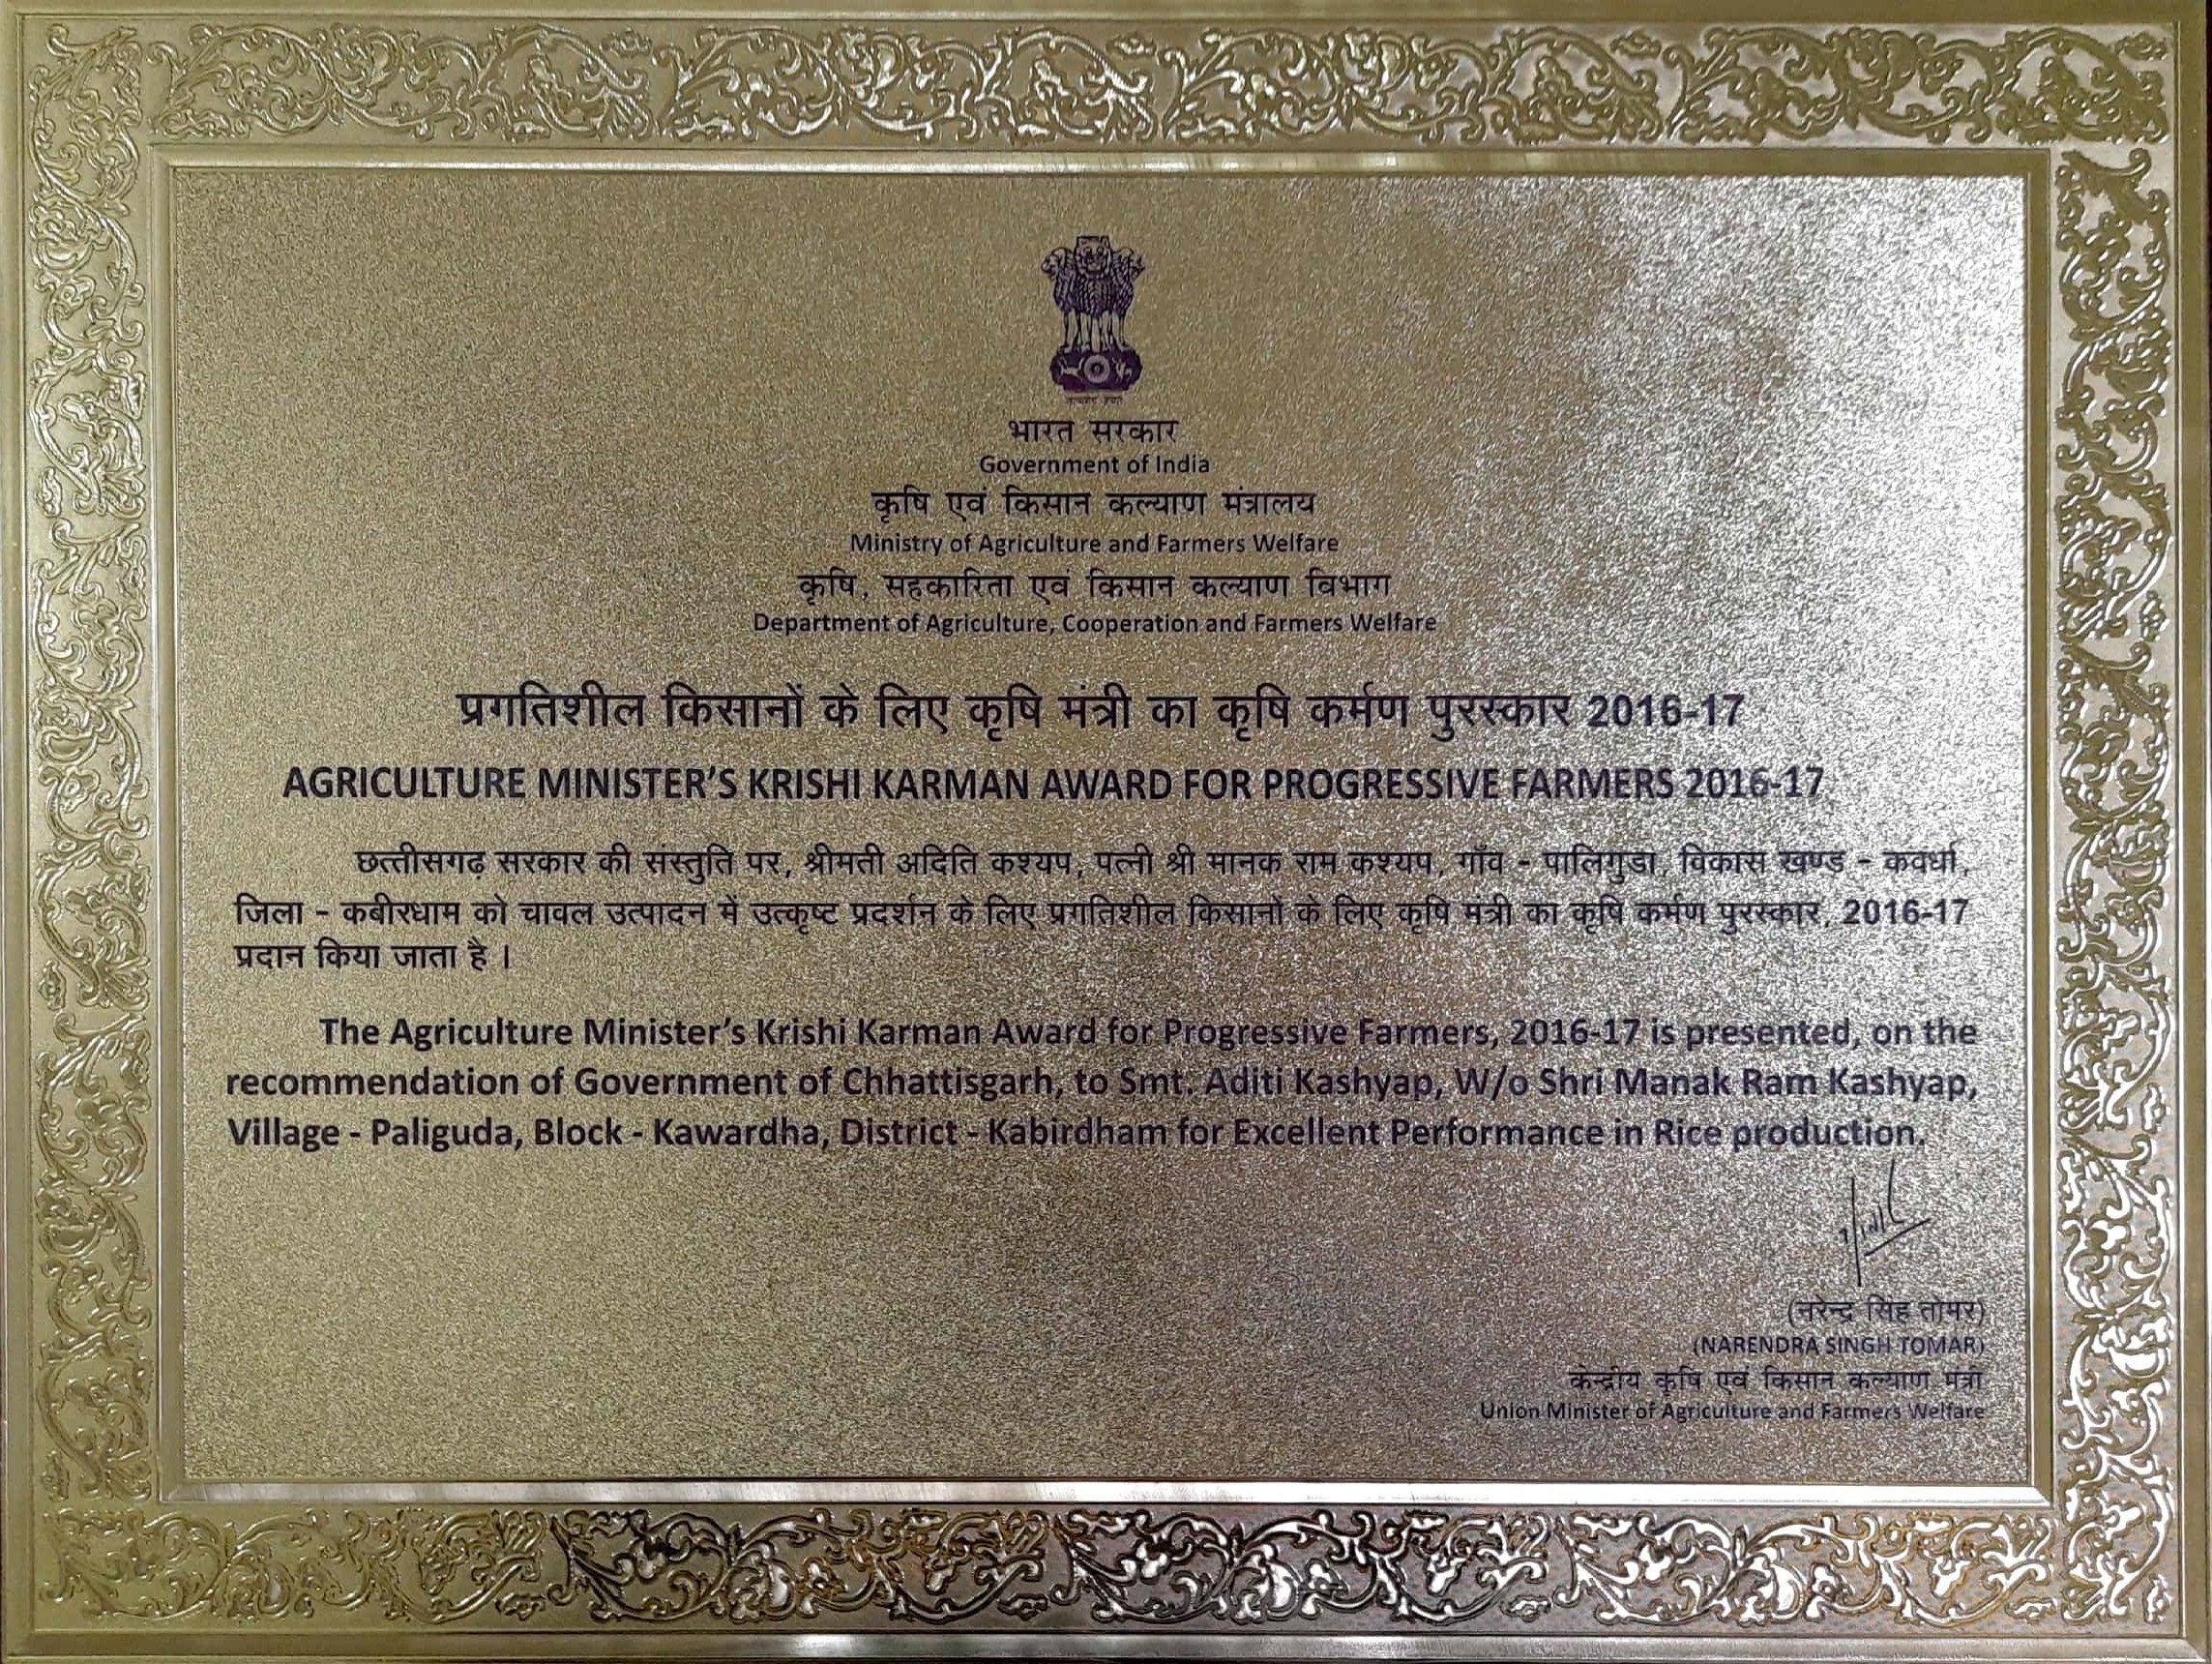 सत्यमेव जयते
भारत सरकार
Government of India
कृषि एवं किसान कल्याण मंत्रालय
Ministry of Agriculture and Farmers Welfare
कृषि, सहकारिता एवं किसान कल्याण विभाग
Department of Agriculture, Cooperation and Farmers Welfare
प्रगतिशील किसानों के लिए कृषि मंत्री का कृषि कर्मण पुरस्कार 2016-17
AGRICULTURE MINISTER'S KRISHI KARMAN AWARD FOR PROGRESSIVE FARMERS 2016-17
छत्तीसगढ़ सरकार की संस्तुति पर, श्रीमती अदिति कश्यप, पत्नी श्री मानक राम कश्यप, गाँव - पालिगुडा, विकास खण्ड - कवर्धा,
जिला - कबीरधाम को चावल उत्पादन में उत्कृष्ट प्रदर्शन के लिए प्रगतिशील किसानों के लिए कृषि मंत्री का कृषि कर्मण पुरस्कार, 2016-17
प्रदान किया जाता है ।
The Agriculture Minister's Krishi Karman Award for Progressive Farmers, 2016-17 is presented, on the
recommendation of Government of Chhattisgarh, to Smt. Aditi Kashyap, W/o Shri Manak Ram Kashyap,
Village - Paliguda, Block - Kawardha, District - Kabirdham for Excellent Performance in Rice production.
(नरेन्द्र सिंह तोमर)
(NARENDRA SINGH TOMAR)
केन्द्रीय कृषि एवं किसान कल्याण मंत्री
Union Minister of Agriculture and Farmers Welfare